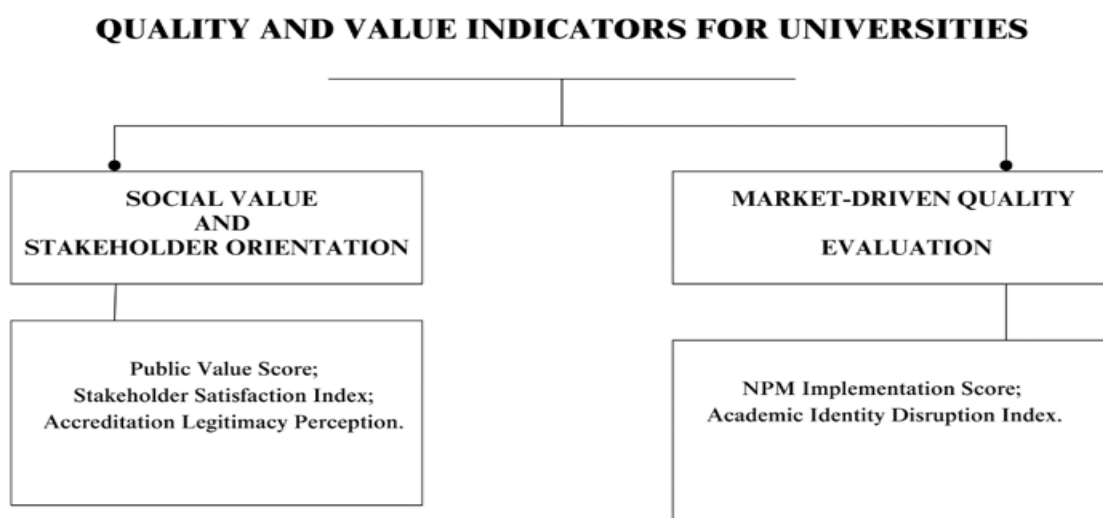 QUALITY AND VALUE INDICATORS FOR UNIVERSITIES
SOCIAL VALUE
AND
STAKEHOLDER ORIENTATION
Public Value Score;
Stakeholder Satisfaction Index;
Accreditation Legitimacy Perception.
MARKET-DRIVEN QUALITY
EVALUATION
NPM Implementation Score;
Academic Identity Disruption Index.